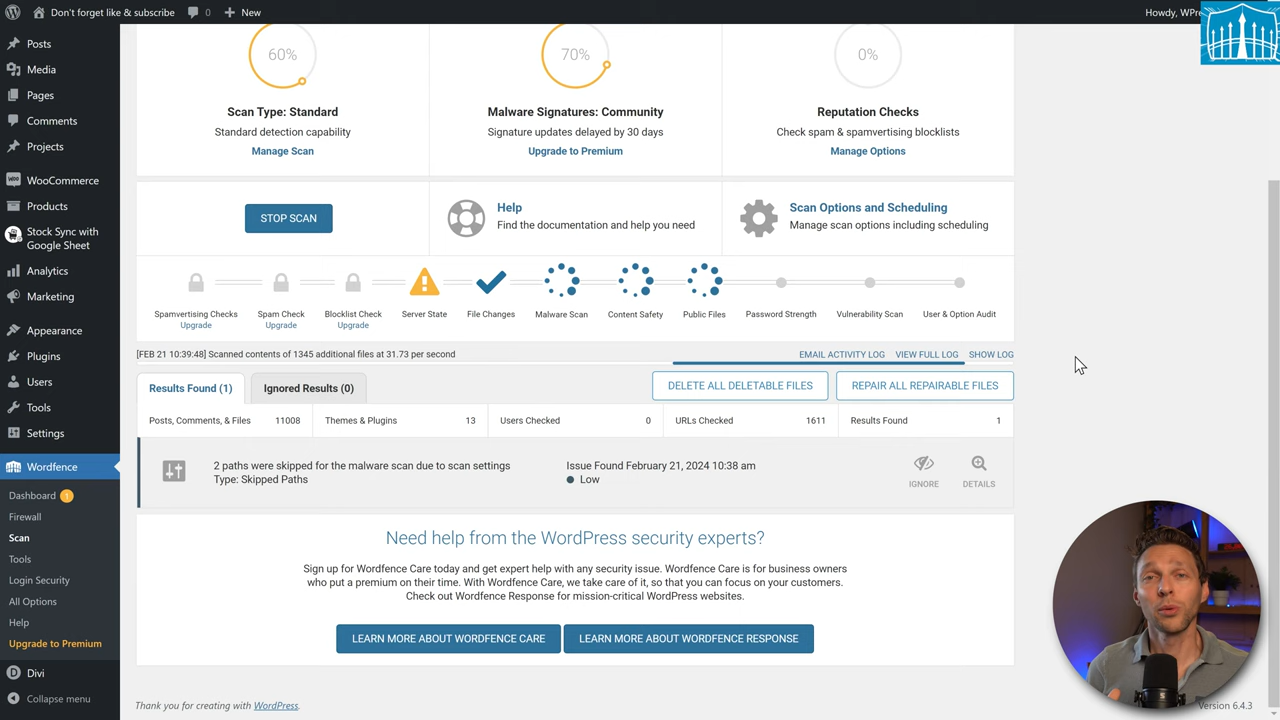 Don't forget like & subscribe
0
New
Howdy, WPre
Posts
Media
Pages
Comments
Projects
WooCommerce
Products
Stock Sync with
Google Sheet
Analytics
Marketing
Appearance
Plugins
Users
Tools
Settings
Wordfence
Dashboard 1
Firewall
Scan
Tools
Login Security
All Options
Help
Upgrade to Premium
Divi
Collapse menu
60%
70%
0%
Scan Type: Standard
Malware Signatures: Community
Reputation Checks
Standard detection capability
Signature updates delayed by 30 days
Check spam & spamvertising blocklists
Manage Scan
Upgrade to Premium
Manage Options
STOP SCAN
Help
Find the documentation and help you need
Scan Options and Scheduling
Manage scan options including scheduling
Spamvertising Checks
Upgrade
Spam Check
Upgrade
Blocklist Check
Upgrade
Server State
File Changes
Malware Scan
Content Safety
Public Files
Password Strength
Vulnerability Scan
User & Option Audit
[FEB 21 10:39:48] Scanned contents of 1345 additional files at 31.73 per second
EMAIL ACTIVITY LOG
VIEW FULL LOG
SHOW LOG
Results Found (1)
Ignored Results (0)
DELETE ALL DELETABLE FILES
REPAIR ALL REPAIRABLE FILES
Posts, Comments, & Files 11008
Themes & Plugins 13
Users Checked 0
URLs Checked 1611
Results Found 1
2 paths were skipped for the malware scan due to scan settings
Type: Skipped Paths
Issue Found February 21, 2024 10:38 am
Low
IGNORE
DETAILS
Need help from the WordPress security experts?
Sign up for Wordfence Care today and get expert help with any security issue. Wordfence Care is for business owners
who put a premium on their time. With Wordfence Care, we take care of it, so that you can focus on your customers.
Check out Wordfence Response for mission-critical WordPress websites.
LEARN MORE ABOUT WORDFENCE CARE
LEARN MORE ABOUT WORDFENCE RESPONSE
Thank you for creating with WordPress.
Version 6.4.3